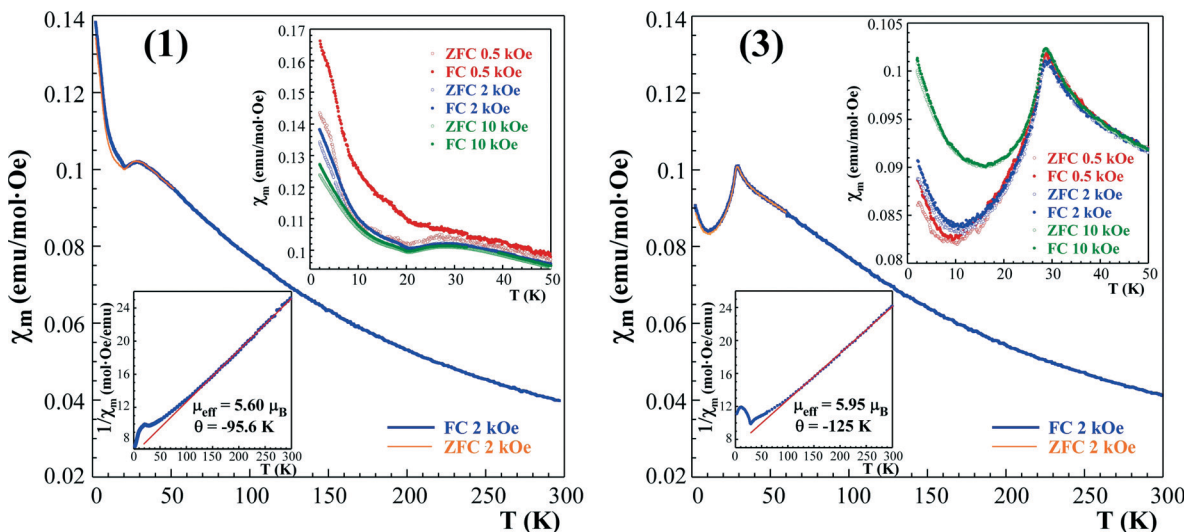 (1)
χm (emu/mol·Oe)
0.14
0.12
0.1
0.08
0.06
0.04
0.02
0 50 100 150 200 250 300
T (K)
FC 2 kOe
ZFC 2 kOe
χm (emu/mol·Oe)
0.17
0.16
0.15
0.14
0.13
0.12
0.11
0.1
0 10 20 30 40 50
T (K)
ZFC 0.5 kOe
FC 0.5 kOe
ZFC 2 kOe
FC 2 kOe
ZFC 10 kOe
FC 10 kOe
1/χm (mol·Oe/emu)
24
20
16
12
8
0 50 100 150 200 250 300
T (K)
μeff = 5.60 μB
θ = -95.6 K
(3)
χm (emu/mol·Oe)
0.14
0.12
0.1
0.08
0.06
0.04
0.02
0 50 100 150 200 250 300
T (K)
FC 2 kOe
ZFC 2 kOe
χm (emu/mol·Oe)
0.105
0.1
0.095
0.09
0.085
0.08
0 10 20 30 40 50
T (K)
ZFC 0.5 kOe
FC 0.5 kOe
ZFC 2 kOe
FC 2 kOe
ZFC 10 kOe
FC 10 kOe
1/χm (mol·Oe/emu)
24
20
16
12
8
0 50 100 150 200 250 300
T (K)
μeff = 5.95 μB
θ = -125 K